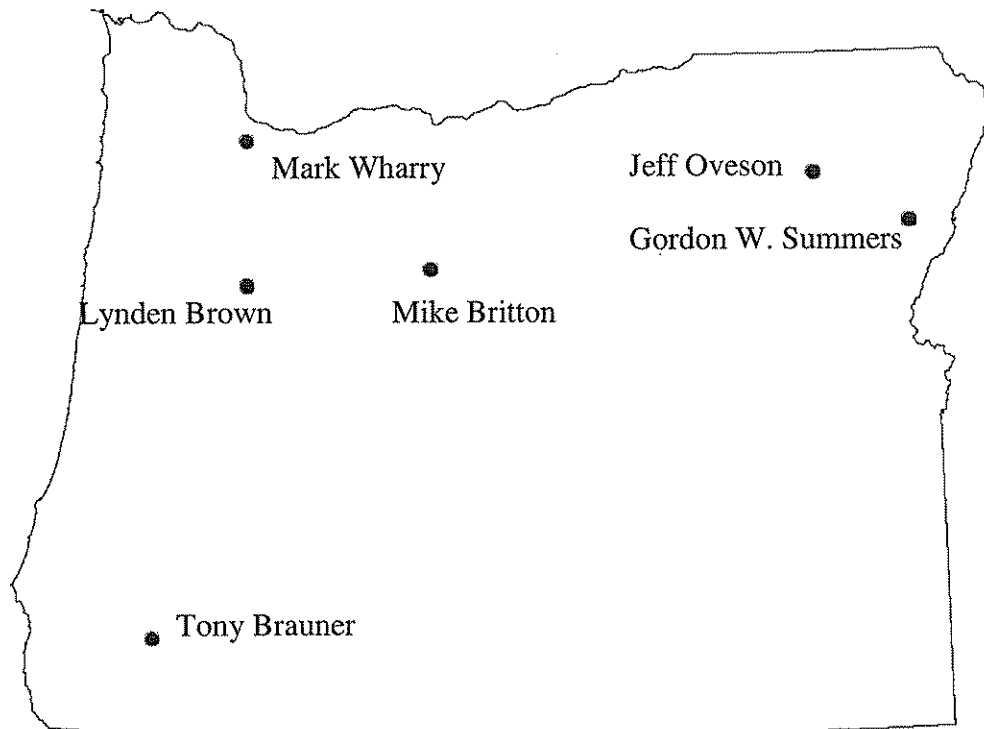 Mark Wharry
Jeff Oveson
Gordon W. Summers
Lynden Brown
Mike Britton
Tony Brauner